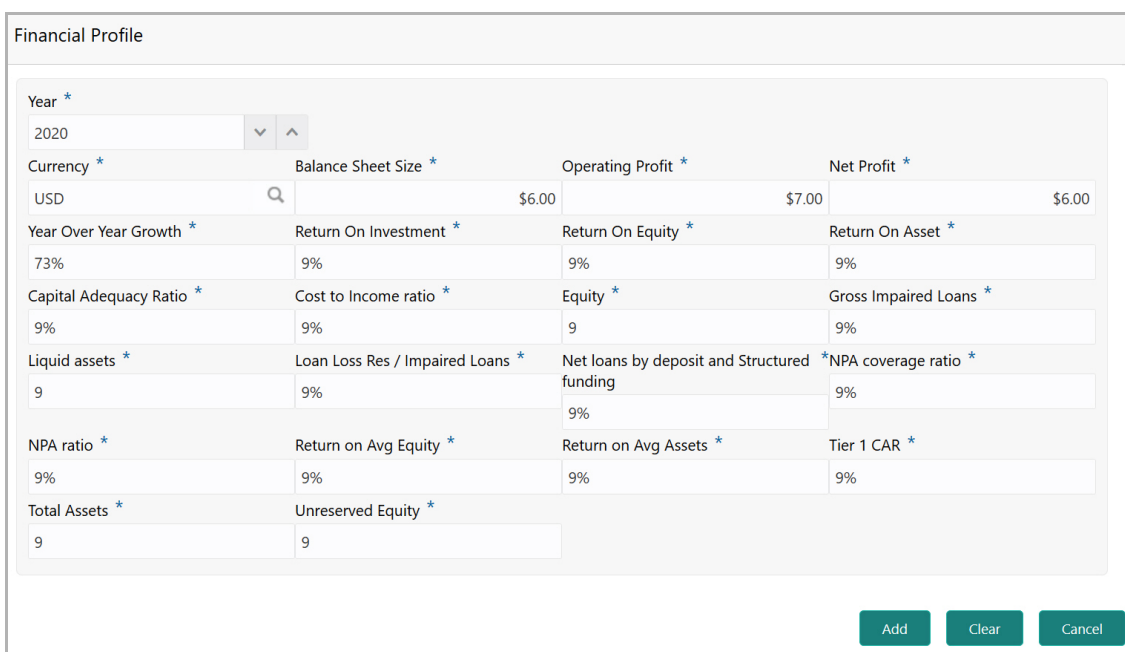 Financial Profile
Year *
2020
Currency * Balance Sheet Size * Operating Profit * Net Profit *
USD $6.00 $7.00 $6.00
Year Over Year Growth * Return On Investment * Return On Equity * Return On Asset *
73% 9% 9% 9%
Capital Adequacy Ratio * Cost to Income ratio * Equity * Gross Impaired Loans *
9% 9% 9 9%
Liquid assets * Loan Loss Res / Impaired Loans * Net loans by deposit and Structured * NPA coverage ratio *
funding
9 9% 9% 9%
NPA ratio * Return on Avg Equity * Return on Avg Assets * Tier 1 CAR *
9% 9% 9% 9%
Total Assets * Unreserved Equity *
9 9
Add Clear Cancel